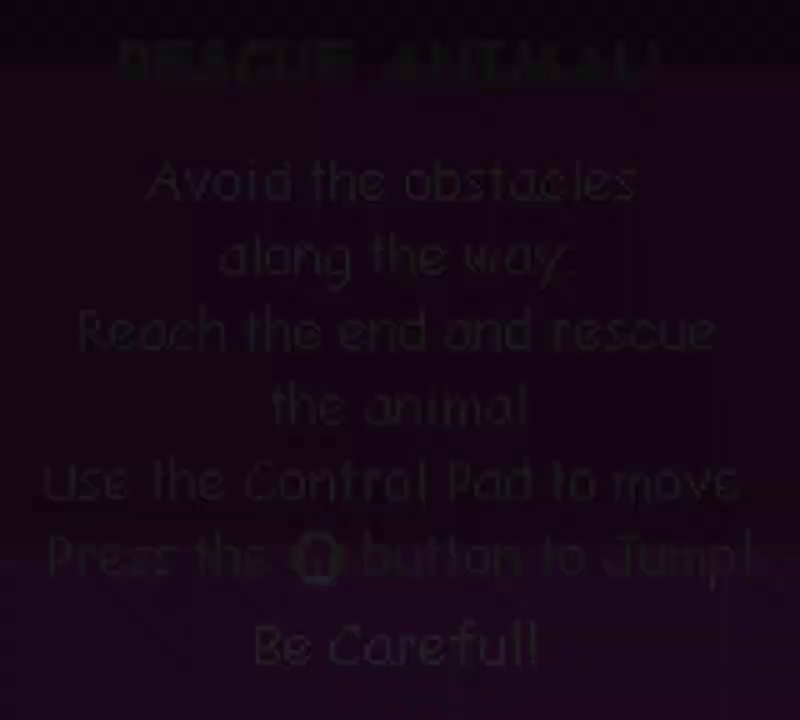 RESCUE ANIMAL!
Avoid the obstacles
along the way.
Reach the end and rescue
the animal
Use the Control Pad to move
Press the A button to Jump!
Be Careful!